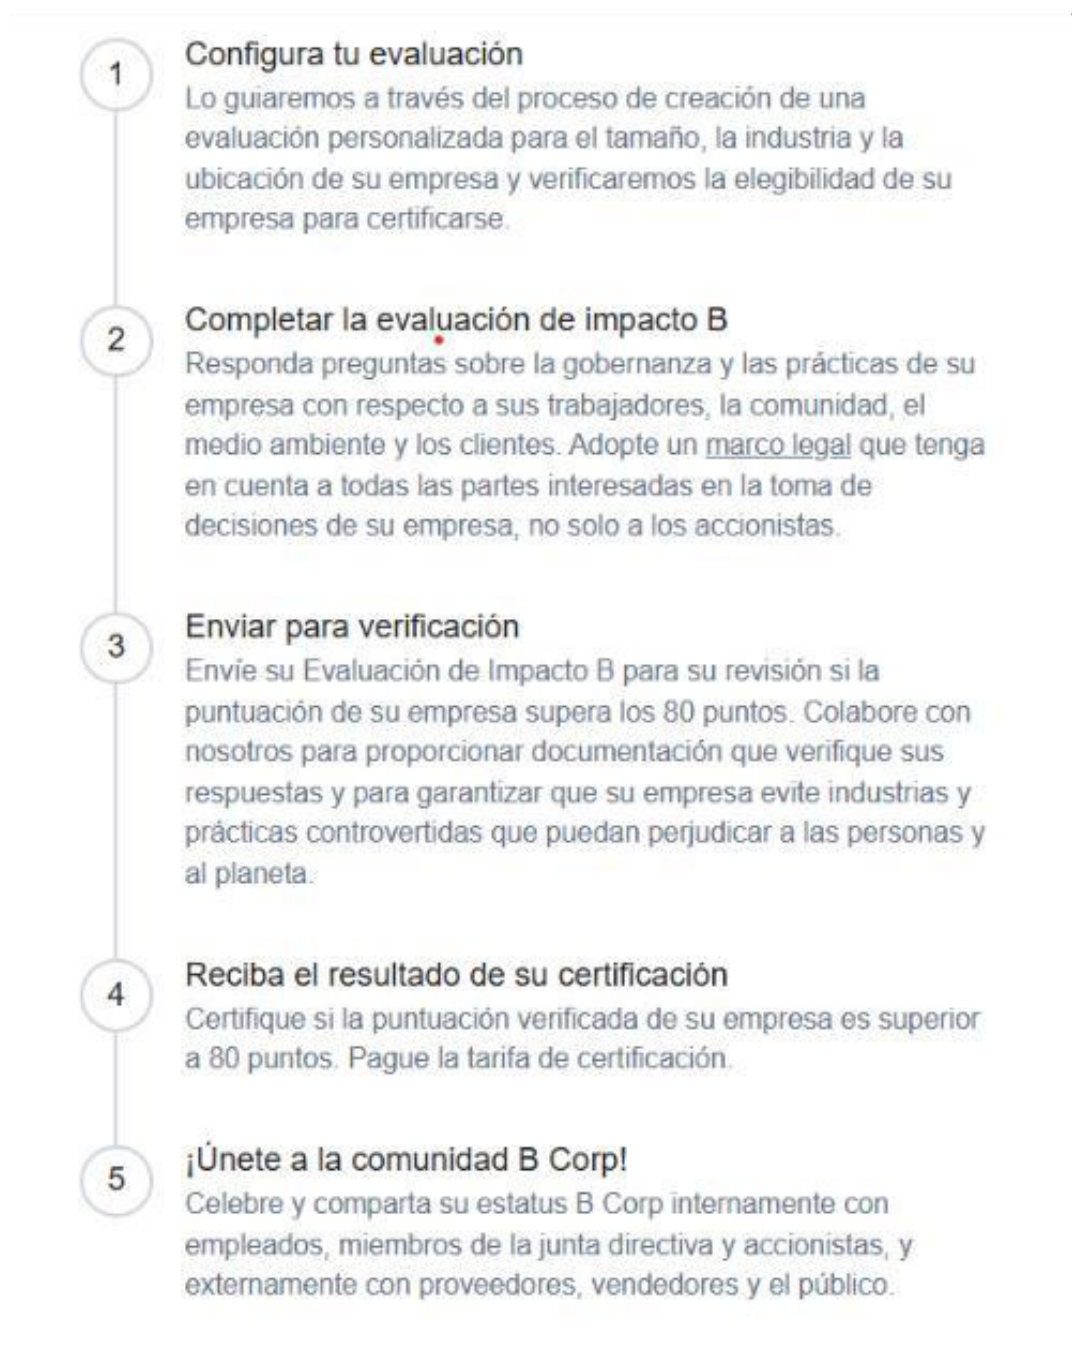 1
Configura tu evaluación
Lo guiaremos a través del proceso de creación de una
evaluación personalizada para el tamaño, la industria y la
ubicación de su empresa y verificaremos la elegibilidad de su
empresa para certificarse.
2
Completar la evaluación de impacto B
Responda preguntas sobre la gobernanza y las prácticas de su
empresa con respecto a sus trabajadores, la comunidad, el
medio ambiente y los clientes. Adopte un marco legal que tenga
en cuenta a todas las partes interesadas en la toma de
decisiones de su empresa, no solo a los accionistas.
3
Enviar para verificación
Envíe su Evaluación de Impacto B para su revisión si la
puntuación de su empresa supera los 80 puntos. Colabore con
nosotros para proporcionar documentación que verifique sus
respuestas y para garantizar que su empresa evite industrias y
prácticas controvertidas que puedan perjudicar a las personas y
al planeta.
4
Reciba el resultado de su certificación
Certifique si la puntuación verificada de su empresa es superior
a 80 puntos. Pague la tarifa de certificación.
5
¡Únete a la comunidad B Corp!
Celebre y comparta su estatus B Corp internamente con
empleados, miembros de la junta directiva y accionistas, y
externamente con proveedores, vendedores y el público.